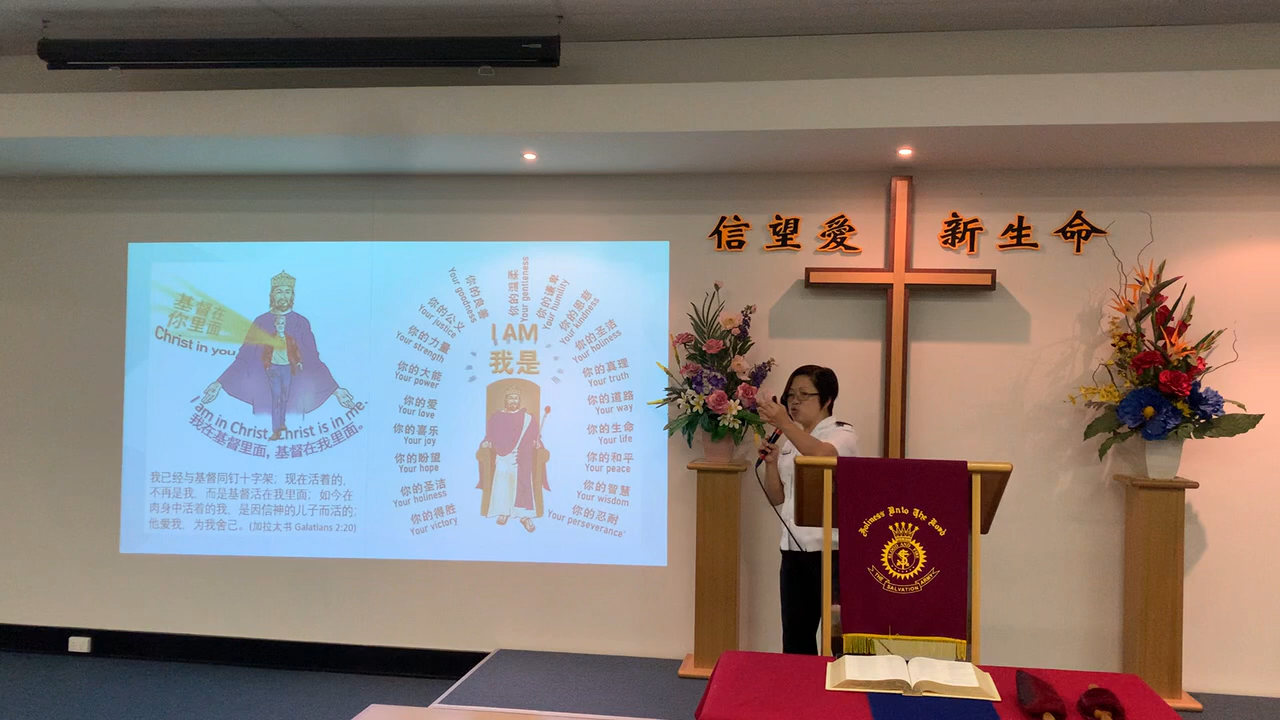 信望愛 新生命
基督在
你里面
Christ in you
I am in Christ, Christ is in me.
我在基督里面, 基督在我里面。
我已经与基督同钉十字架; 现在活着的,
不再是我, 而是基督活在我里面; 如今在
肉身中活着的我, 是因信神的儿子而活的;
他爱我, 为我舍己。(加拉太书 Galatians 2:20)
I AM
我是
你的得胜
Your victory
你的圣洁
Your holiness
你的盼望
Your hope
你的喜乐
Your joy
你的爱
Your love
你的大能
Your power
你的力量
Your strength
你的公义
Your justice
你的良善
Your goodness
你的温柔
Your gentleness
你的谦卑
Your humility
你的
Your kindness
你的圣洁
Your holiness
你的真理
Your truth
你的道路
Your way
你的生命
Your life
你的和平
Your peace
你的智慧
Your wisdom
你的忍耐
Your perseverance
Holiness Unto The Lord
BLOOD AND FIRE
THE SALVATION ARMY